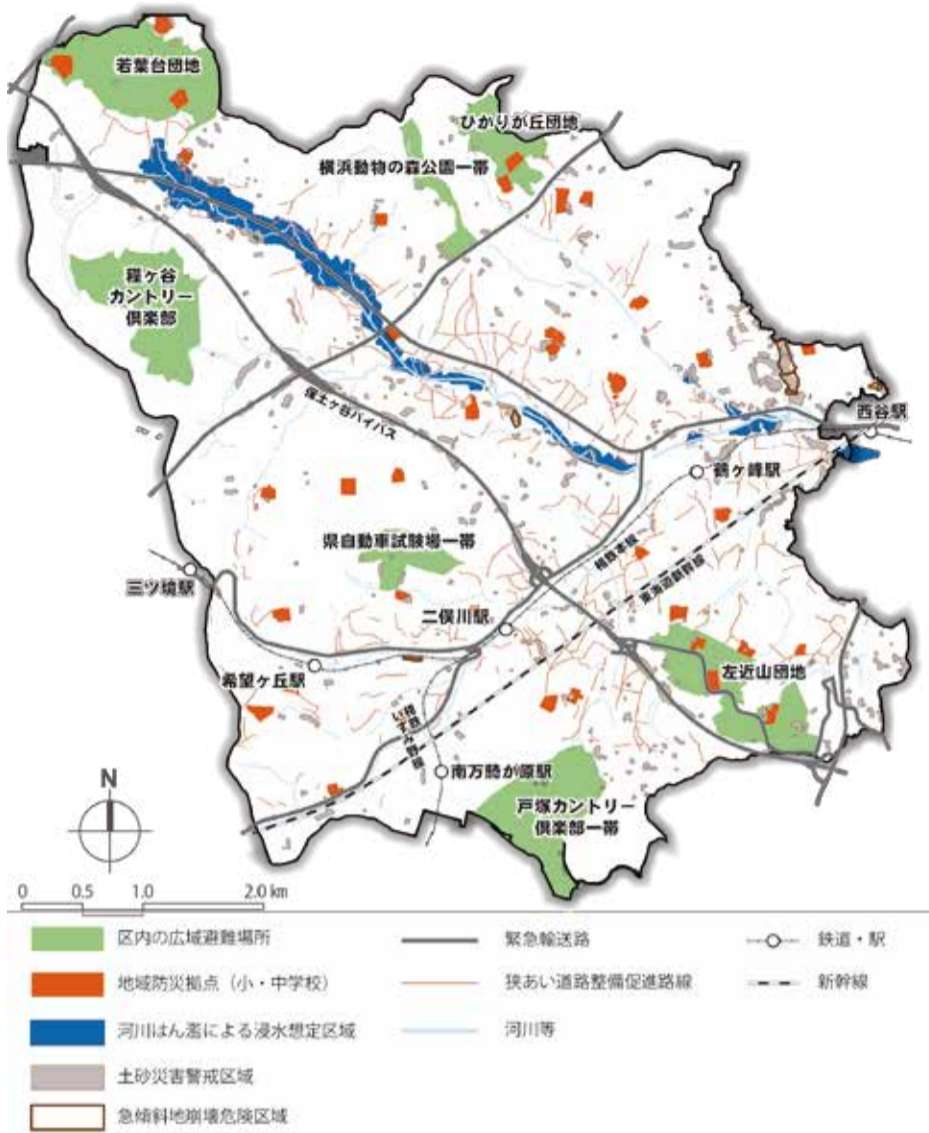 若葉台団地
ひかりが丘団地
横浜動物の森公園一帯
程ヶ谷
カントリー
倶楽部
保土ヶ谷バイパス
西谷駅
鶴ヶ峰駅
県自動車試験場一帯
相鉄本線
東海道新幹線
三ツ境駅
二俣川駅
希望ヶ丘駅
左近山団地
相鉄
いずみ野線
南万騎が原駅
戸塚カントリー
倶楽部一帯
N
0 0.5 1.0 2.0 km
区内の広域避難場所
緊急輸送路
鉄道・駅
地域防災拠点（小・中学校）
狭あい道路整備促進路線
新幹線
河川はん濫による浸水想定区域
河川等
土砂災害警戒区域
急傾斜地崩壊危険区域